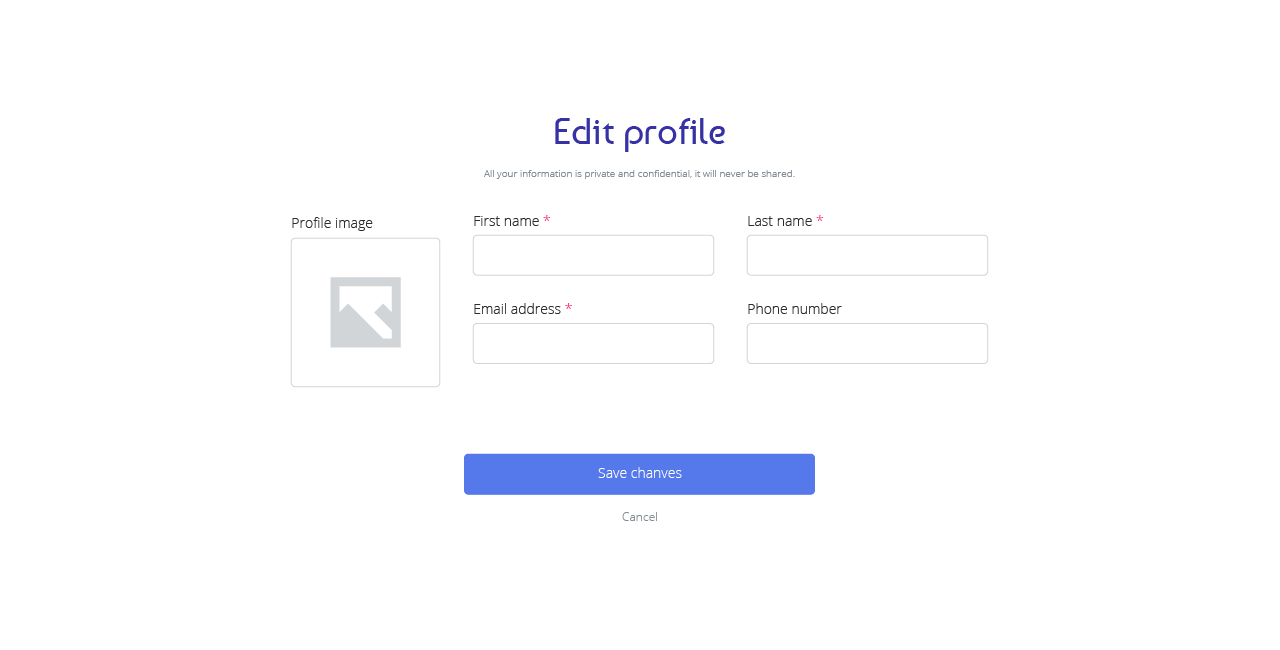 Edit profile
All your information is private and confidential, it will never be shared.
Profile image
First name *
Last name *
Email address *
Phone number
Save chanves
Cancel